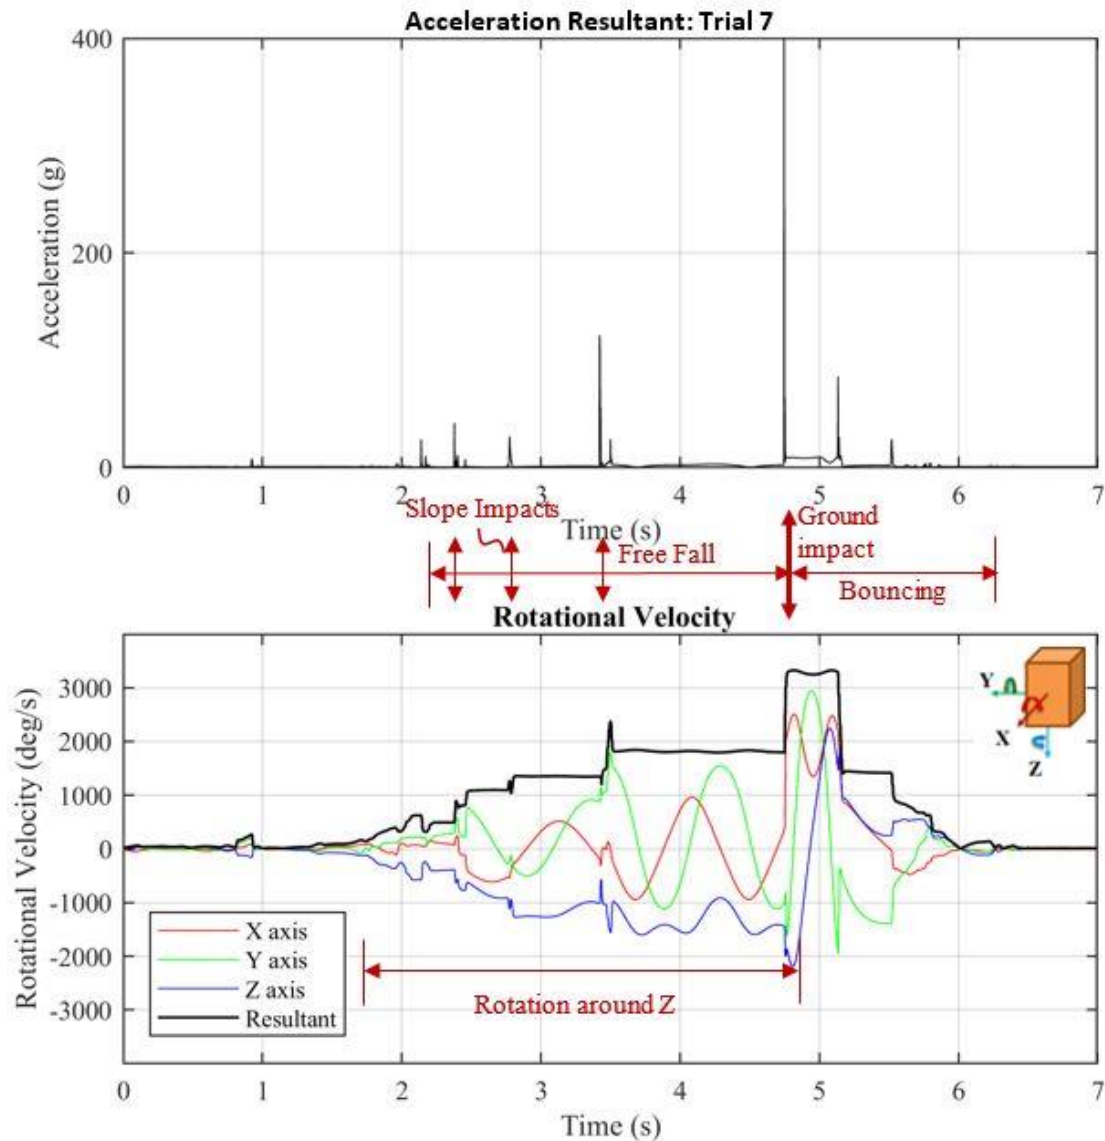 Acceleration Resultant: Trial 7
400
200
0
Acceleration (g)
0 1 2 3 4 5 6 7
Time (s)
Slope Impacts
Free Fall
Ground
impact
Bouncing
Rotational Velocity
3000
2000
1000
0
-1000
-2000
-3000
Rotational Velocity (deg/s)
Y
X
Z
X axis
Y axis
Z axis
Resultant
Rotation around Z
0 1 2 3 4 5 6 7
Time (s)